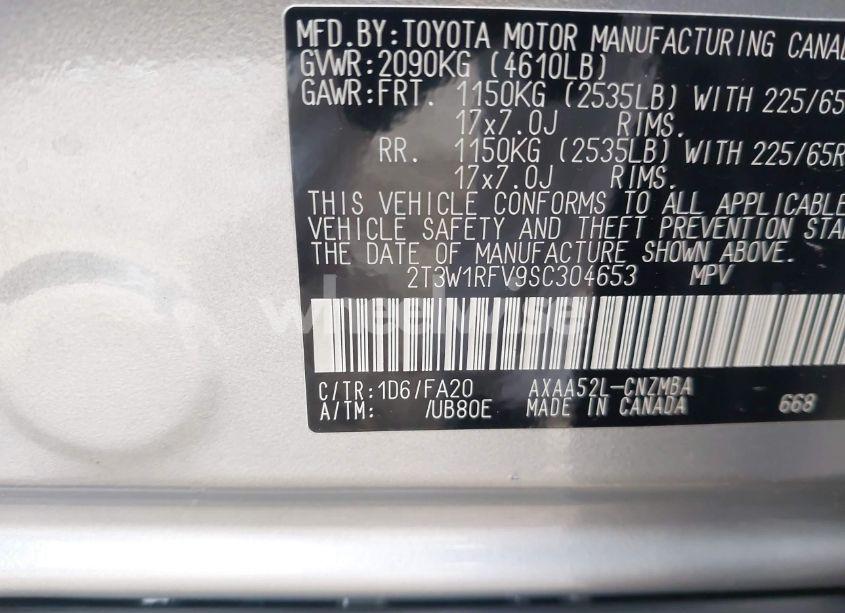 MFD.BY:TOYOTA MOTOR MANUFACTURING CANAD
GVWR:2090KG (4610LB)
GAWR:FRT. 1150KG (2535LB) WITH 225/65
17x7.0J RIMS.
RR. 1150KG (2535LB) WITH 225/65R
17x7.0J RIMS.
THIS VEHICLE CONFORMS TO ALL APPLICABLE
VEHICLE SAFETY AND THEFT PREVENTION STAN
THE DATE OF MANUFACTURE SHOWN ABOVE.
2T3W1RFV9SC304653 MPV
wheelwise
C/TR:1D6/FA20 AXAA52L-CNZMBA
A/TM: /UB80E MADE IN CANADA 668